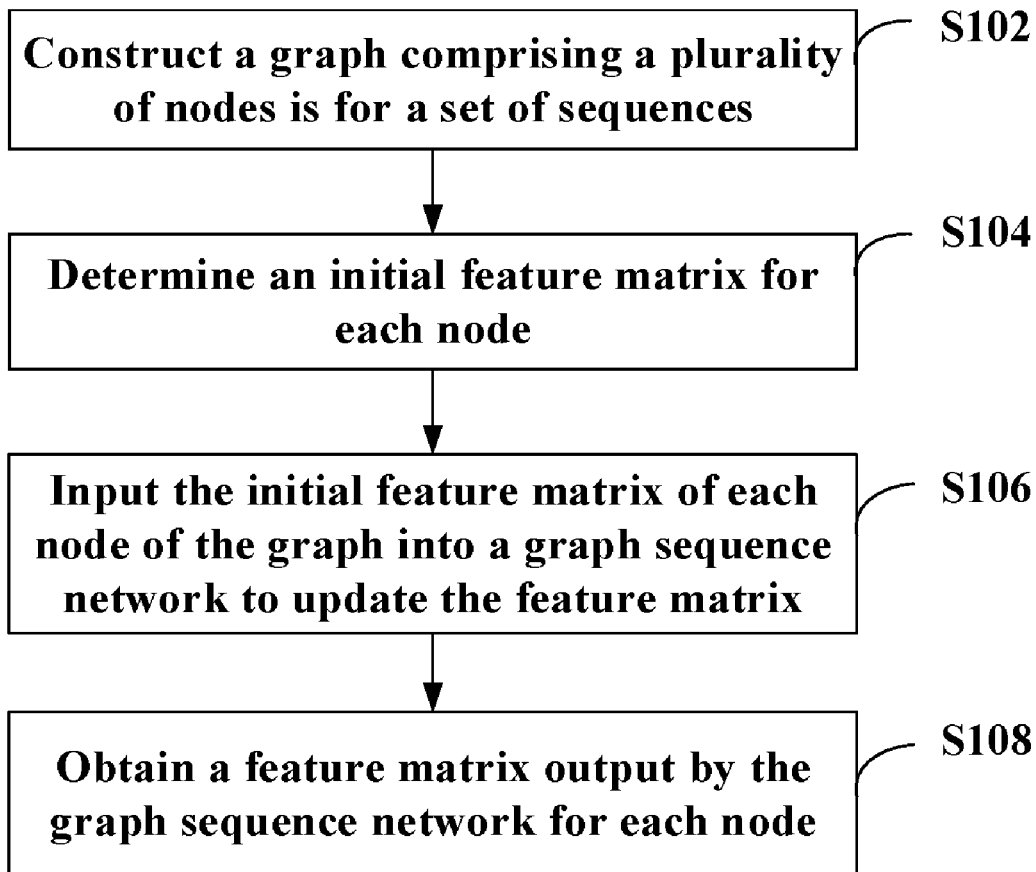 Construct a graph comprising a plurality
of nodes is for a set of sequences
S102
Determine an initial feature matrix for
each node
S104
Input the initial feature matrix of each
node of the graph into a graph sequence
network to update the feature matrix
S106
Obtain a feature matrix output by the
graph sequence network for each node
S108